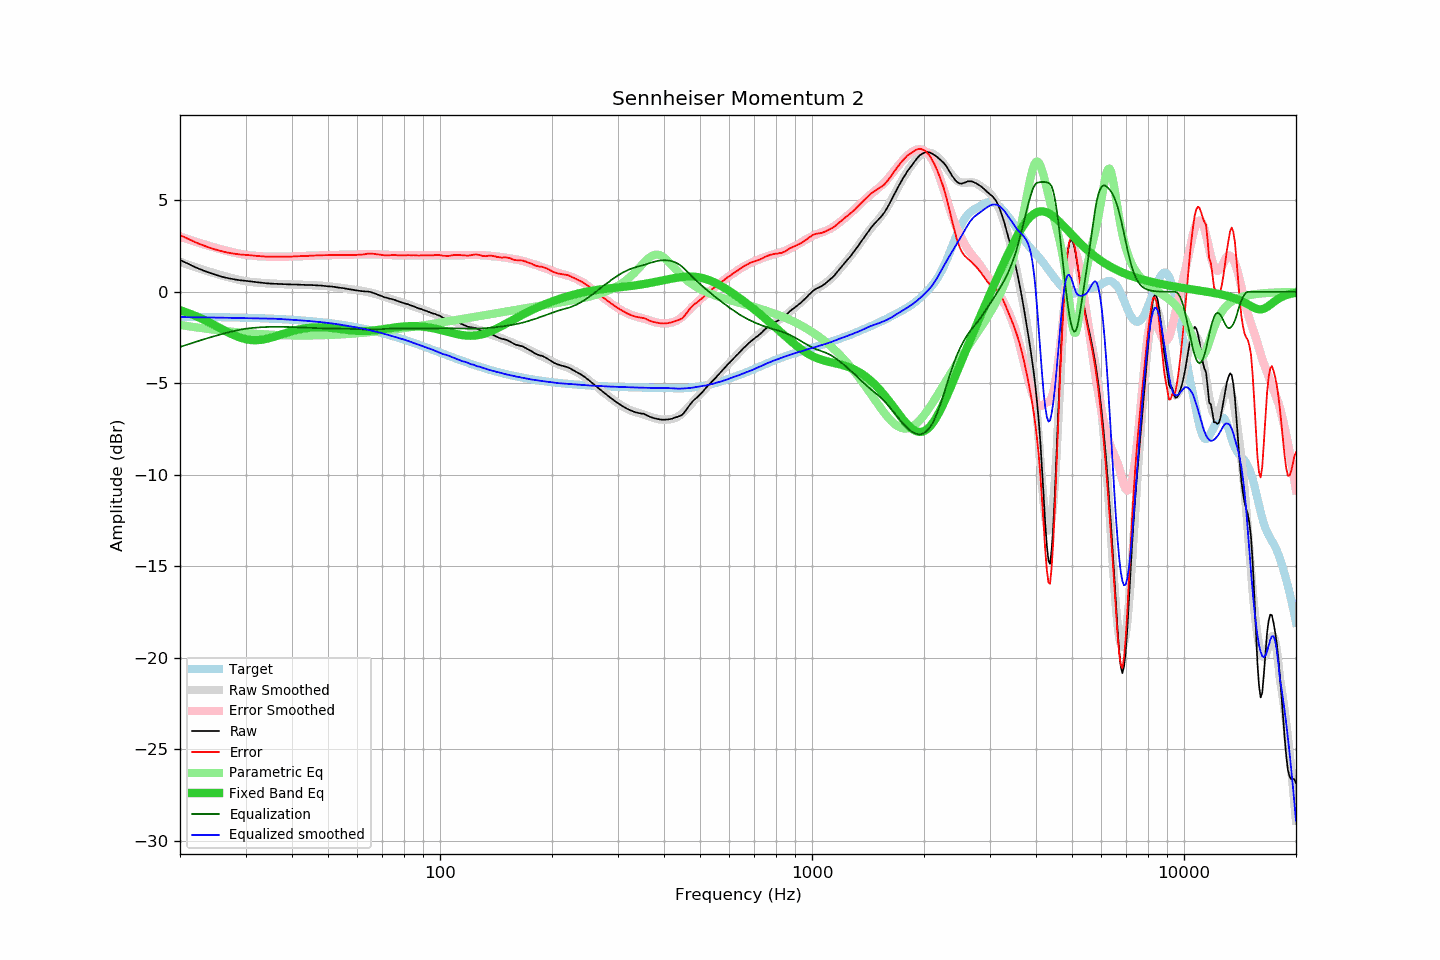 Sennheiser Momentum 2
Amplitude (dBr)
5
0
−5
−10
−15
−20
−25
−30
Target
Raw Smoothed
Error Smoothed
Raw
Error
Parametric Eq
Fixed Band Eq
Equalization
Equalized smoothed
100
1000
10000
Frequency (Hz)